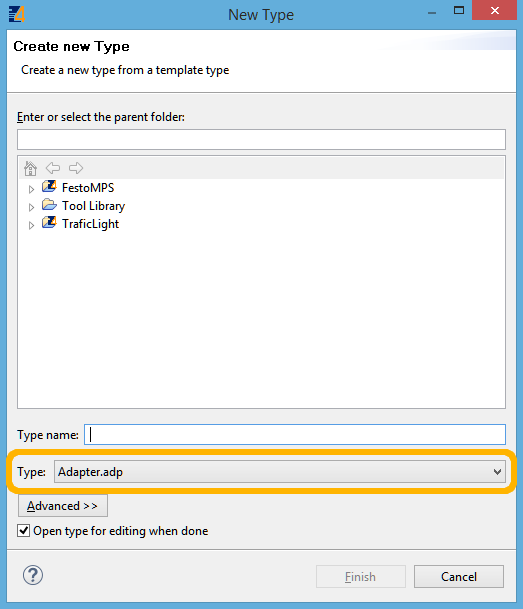 New Type
Create new Type
Create a new type from a template type
Enter or select the parent folder:
FestoMPS
Tool Library
TraficLight
Type name:
Type: Adapter.adp
Advanced >>
Open type for editing when done
? Finish Cancel